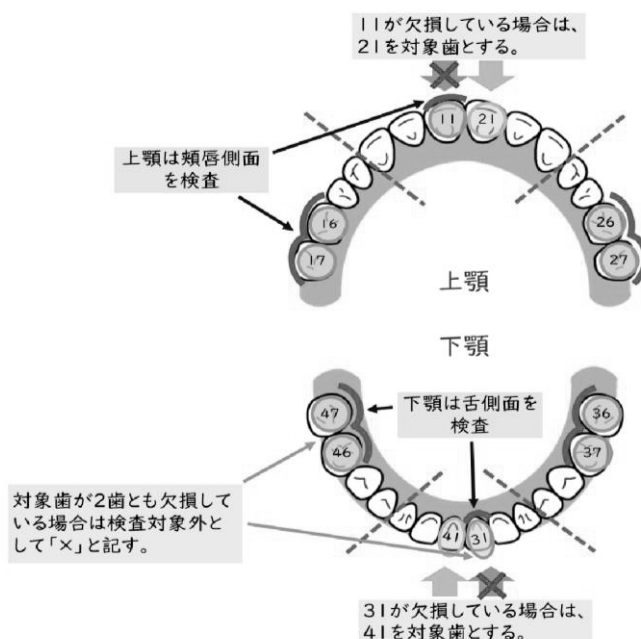 11が欠損している場合は、
21を対象歯とする。
11
21
上顎は頬唇側面
を検査
16
26
17
27
上顎
下顎
下顎は舌側面を
検査
47
36
46
37
対象歯が2歯とも欠損して
いる場合は検査対象外と
して「×」と記す。
41
31
31が欠損している場合は、
41を対象歯とする。